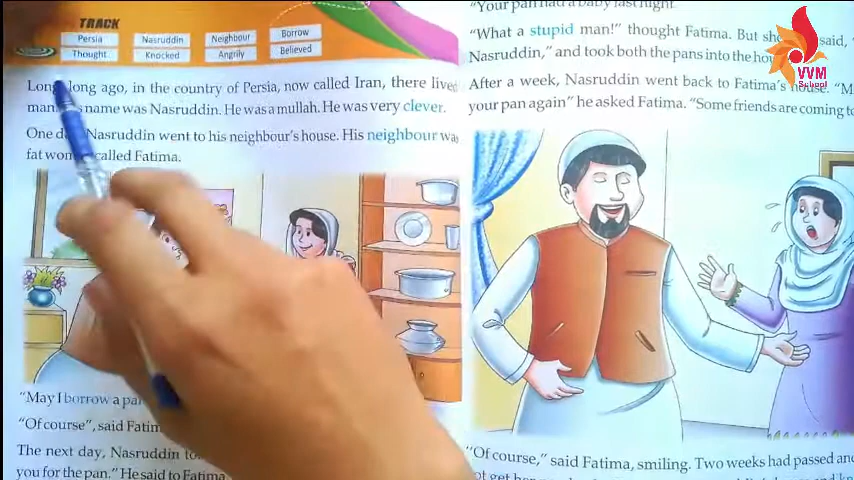 TRACK
Persia Nasruddin Neighbour Borrow
Thought Knocked Angrily Believed
Long, long ago, in the country of Persia, now called Iran, there lived
name was Nasruddin. He was a mullah. He was very clever.
One Nasruddin went to his neighbour's house. His neighbour was
fat called Fatima.
"May I borrow a
"Of course", said
The next day, Nasruddin
you for the pan." He said to Fatima
"Your pan had a baby last night.
"What a stupid man!" thought Fatima. But she said,
Nasruddin," and took both the pans into the
After a week, Nasruddin went back to Fatima's house.
your pan again" he asked Fatima. "Some friends are coming to
"Of course," said Fatima, smiling. Two weeks had passed and
VVM
School